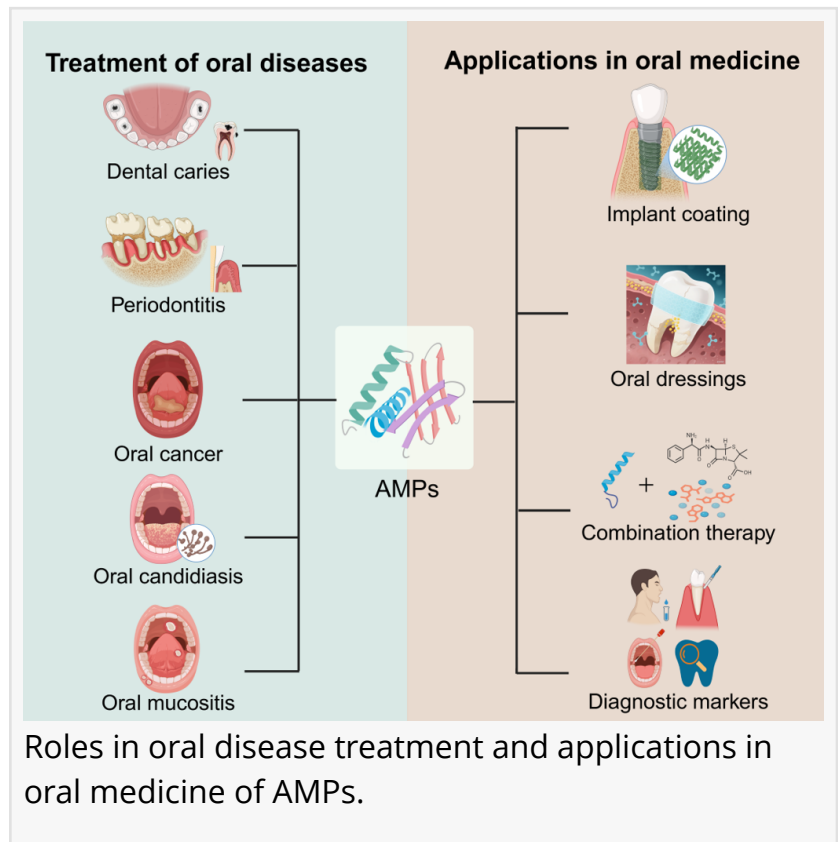 Treatment of oral diseases
Dental caries
Periodontitis
Oral cancer
Oral candidiasis
Oral mucositis
AMPs
Applications in oral medicine
Implant coating
Oral dressings
NH₂
H
N
O
H
S
N
O
O
OH
+
Combination therapy
Diagnostic markers
Roles in oral disease treatment and applications in
oral medicine of AMPs.